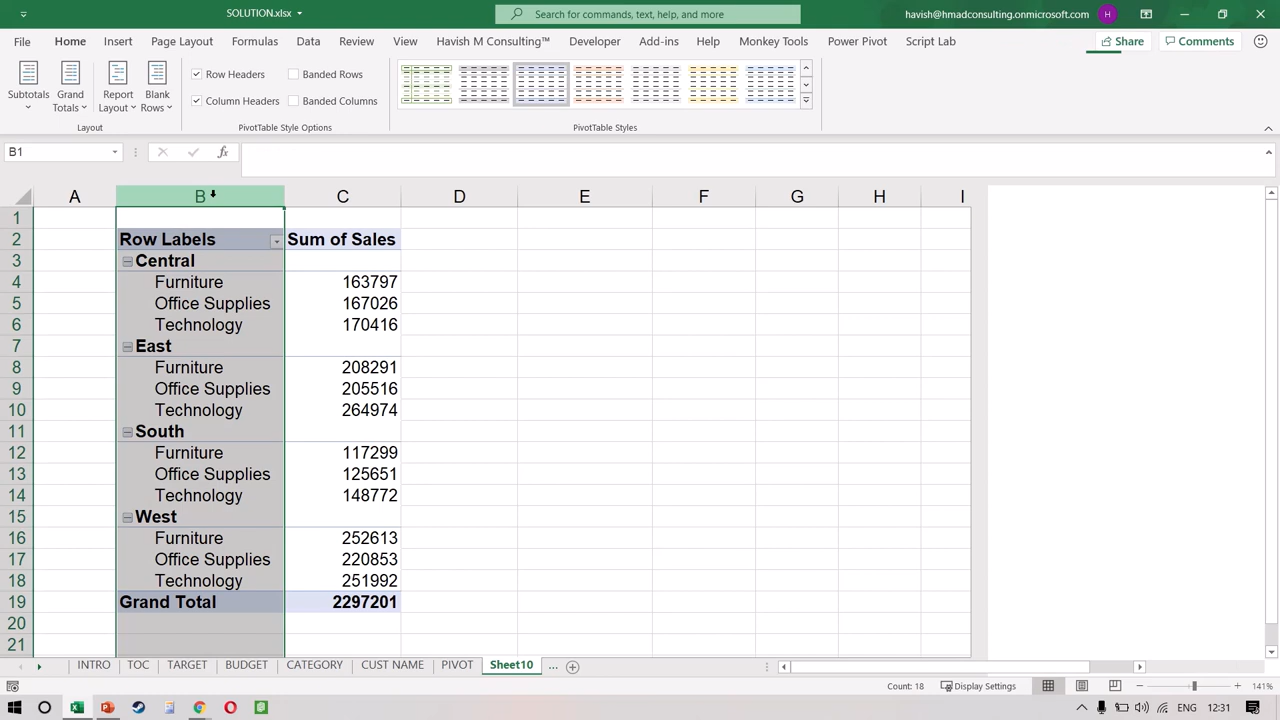 SOLUTION.xlsx
Search for commands, text, help, and more
havish@hmadconsulting.onmicrosoft.com
H
File Home Insert Page Layout Formulas Data Review View Havish M Consulting™ Developer Add-ins Help Monkey Tools Power Pivot Script Lab Share Comments
Subtotals
Grand Totals
Report Layout
Blank Rows
Layout
Row Headers
Banded Rows
Column Headers
Banded Columns
PivotTable Style Options
PivotTable Styles
B1
fx
A B C D E F G H I
1
2 Row Labels Sum of Sales
3 Central
4 Furniture 163797
5 Office Supplies 167026
6 Technology 170416
7 East
8 Furniture 208291
9 Office Supplies 205516
10 Technology 264974
11 South
12 Furniture 117299
13 Office Supplies 125651
14 Technology 148772
15 West
16 Furniture 252613
17 Office Supplies 220853
18 Technology 251992
19 Grand Total 2297201
20
21
INTRO TOC TARGET BUDGET CATEGORY CUST NAME PIVOT Sheet10 ...
Count: 18 Display Settings 141%
ENG 12:31